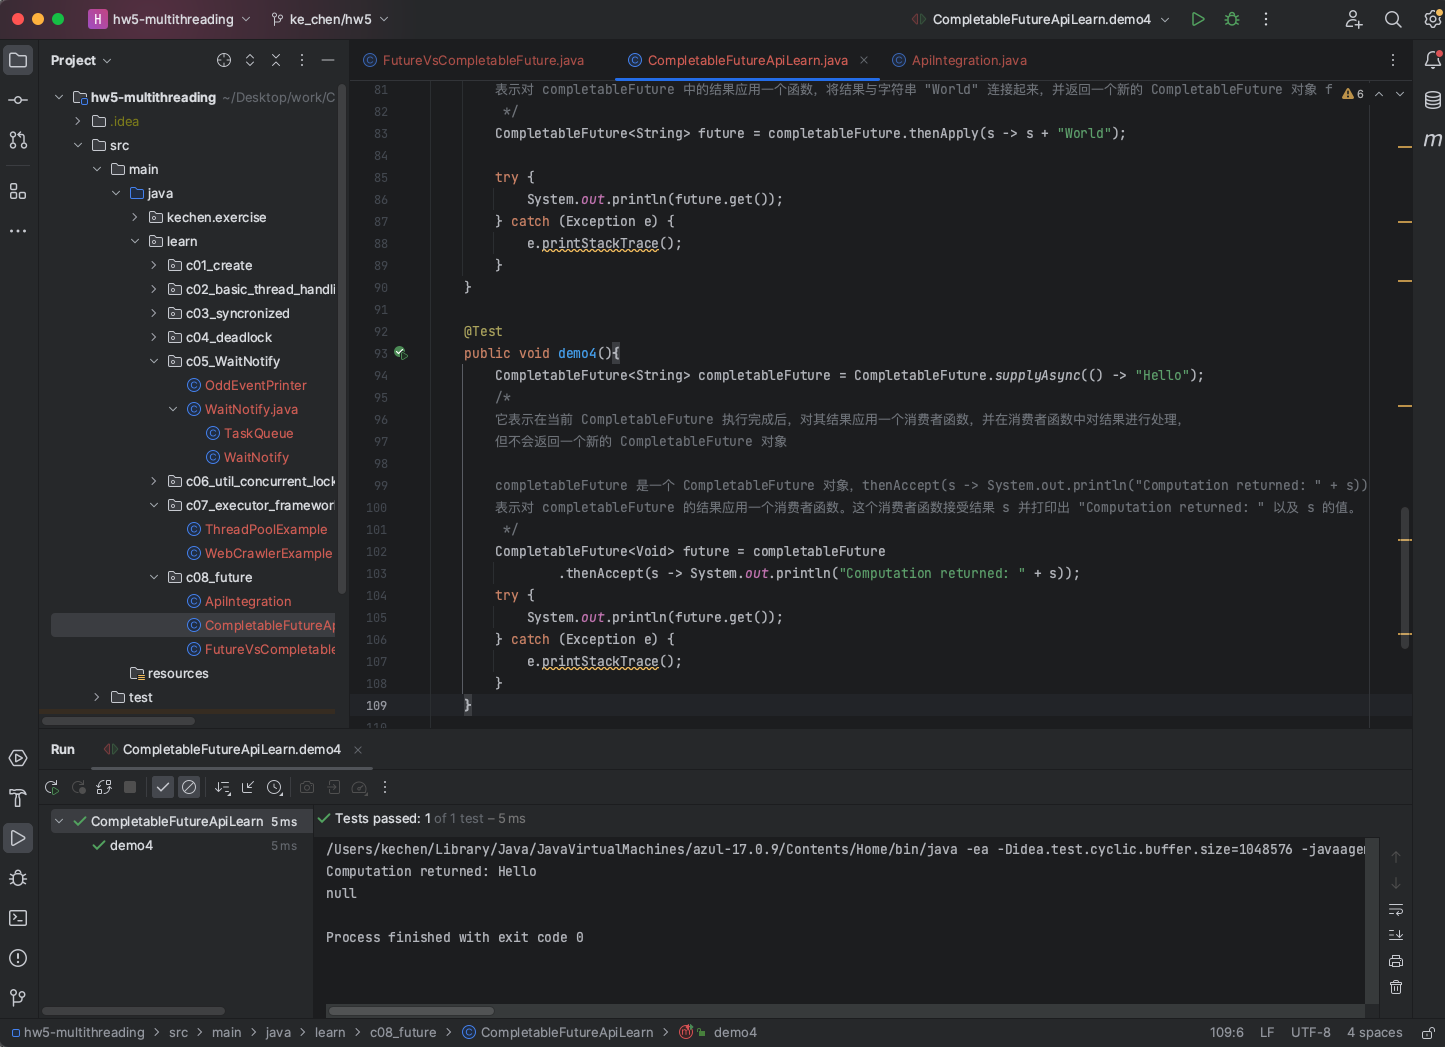 H hw5-multithreading ke_chen/hw5 CompletableFutureApiLearn.demo4
Project
FutureVsCompletableFuture.java CompletableFutureApiLearn.java ApiIntegration.java
hw5-multithreading ~/Desktop/work/C
.idea
src
main
java
kechen.exercise
learn
c01_create
c02_basic_thread_handli
c03_syncronized
c04_deadlock
c05_WaitNotify
OddEventPrinter
WaitNotify.java
TaskQueue
WaitNotify
c06_util_concurrent_lock
c07_executor_framewor
ThreadPoolExample
WebCrawlerExample
c08_future
ApiIntegration
CompletableFutureAp
FutureVsCompletable
resources
test
6
81 表示对 completableFuture 中的结果应用一个函数，将结果与字符串 "World" 连接起来，并返回一个新的 CompletableFuture 对象 f
82 */
83 CompletableFuture<String> future = completableFuture.thenApply(s -> s + "World");
84
85 try {
86 System.out.println(future.get());
87 } catch (Exception e) {
88 e.printStackTrace();
89 }
90 }
91
92 @Test
93 public void demo4(){
94 CompletableFuture<String> completableFuture = CompletableFuture.supplyAsync(() -> "Hello");
95 /*
96 它表示在当前 CompletableFuture 执行完成后，对其结果应用一个消费者函数，并在消费者函数中对结果进行处理，
97 但不会返回一个新的 CompletableFuture 对象
98
99 completableFuture 是一个 CompletableFuture 对象，thenAccept(s -> System.out.println("Computation returned: " + s))
100 表示对 completableFuture 的结果应用一个消费者函数。这个消费者函数接受结果 s 并打印出 "Computation returned: " 以及 s 的值。
101 */
102 CompletableFuture<Void> future = completableFuture
103 .thenAccept(s -> System.out.println("Computation returned: " + s));
104 try {
105 System.out.println(future.get());
106 } catch (Exception e) {
107 e.printStackTrace();
108 }
109 }
110
Run CompletableFutureApiLearn.demo4
CompletableFutureApiLearn 5 ms
demo4 5 ms
Tests passed: 1 of 1 test – 5 ms
/Users/kechen/Library/Java/JavaVirtualMachines/azul-17.0.9/Contents/Home/bin/java -ea -Didea.test.cyclic.buffer.size=1048576 -javaagen
Computation returned: Hello
null
Process finished with exit code 0
hw5-multithreading > src > main > java > learn > c08_future > CompletableFutureApiLearn > demo4 109:6 LF UTF-8 4 spaces